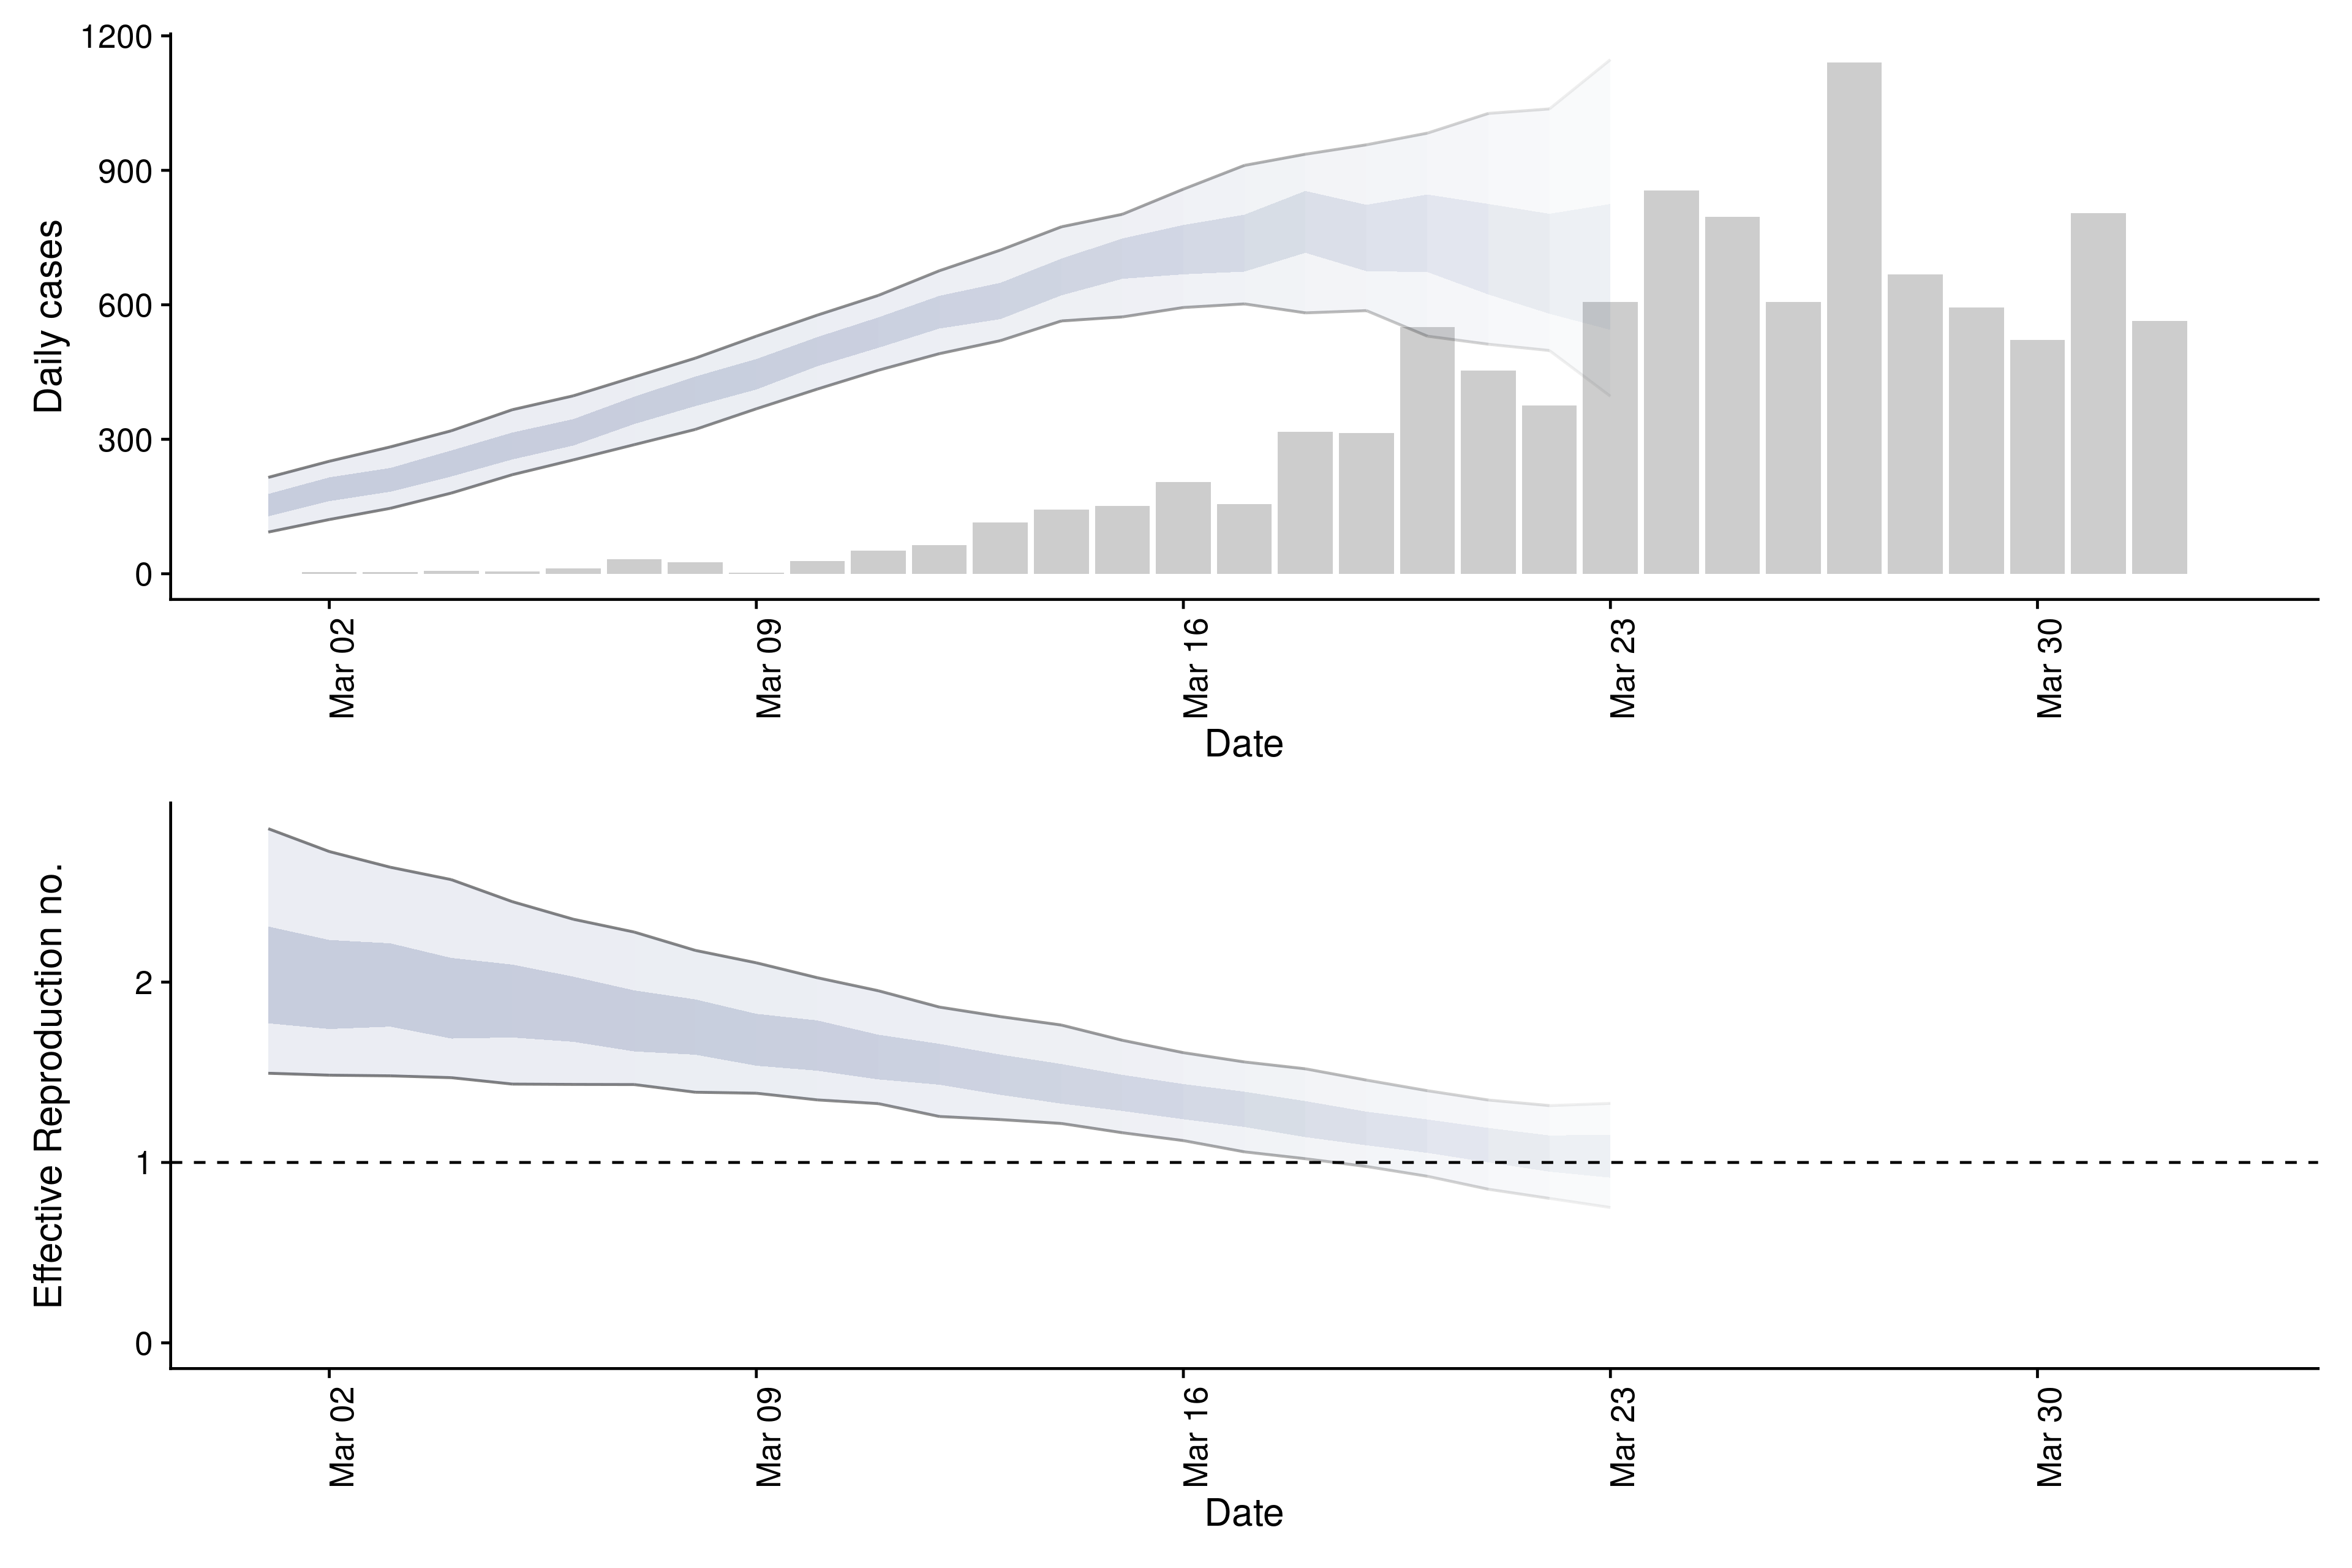 1200
900
600
300
0
Daily cases
Mar 02
Mar 09
Mar 16
Mar 23
Mar 30
Date
2
1
0
Effective Reproduction no.
Mar 02
Mar 09
Mar 16
Mar 23
Mar 30
Date